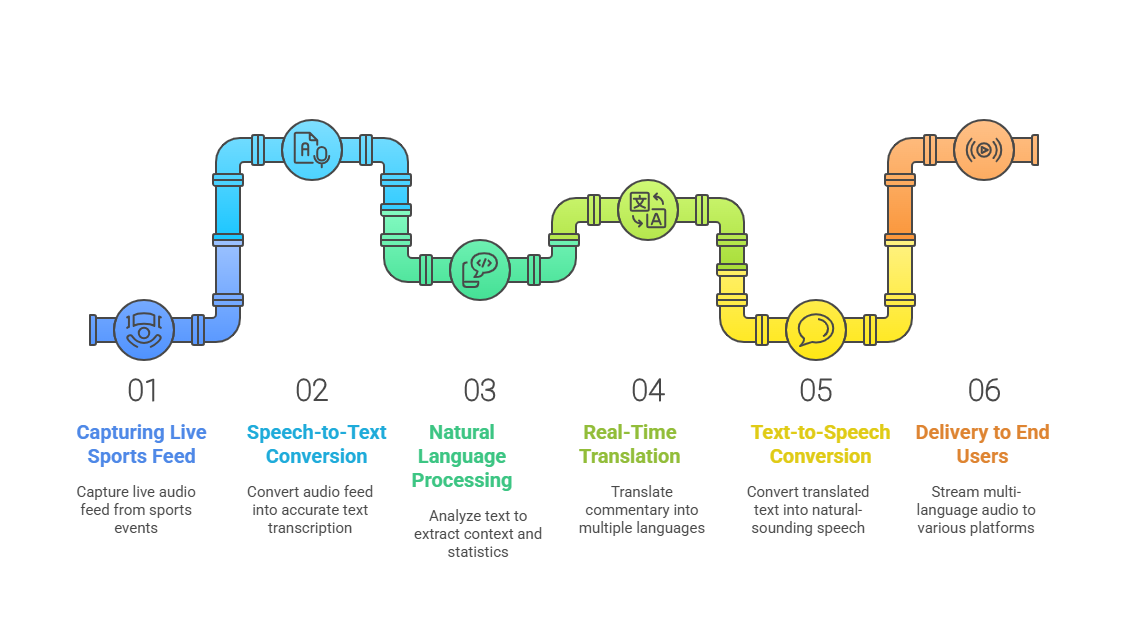 01
Capturing Live
Sports Feed
Capture live audio
feed from sports
events
02
Speech-to-Text
Conversion
Convert audio feed
into accurate text
transcription
03
Natural
Language
Processing
Analyze text to
extract context and
statistics
04
Real-Time
Translation
Translate
commentary into
multiple languages
05
Text-to-Speech
Conversion
Convert translated
text into natural-
sounding speech
06
Delivery to End
Users
Stream multi-
language audio to
various platforms
A
文
A